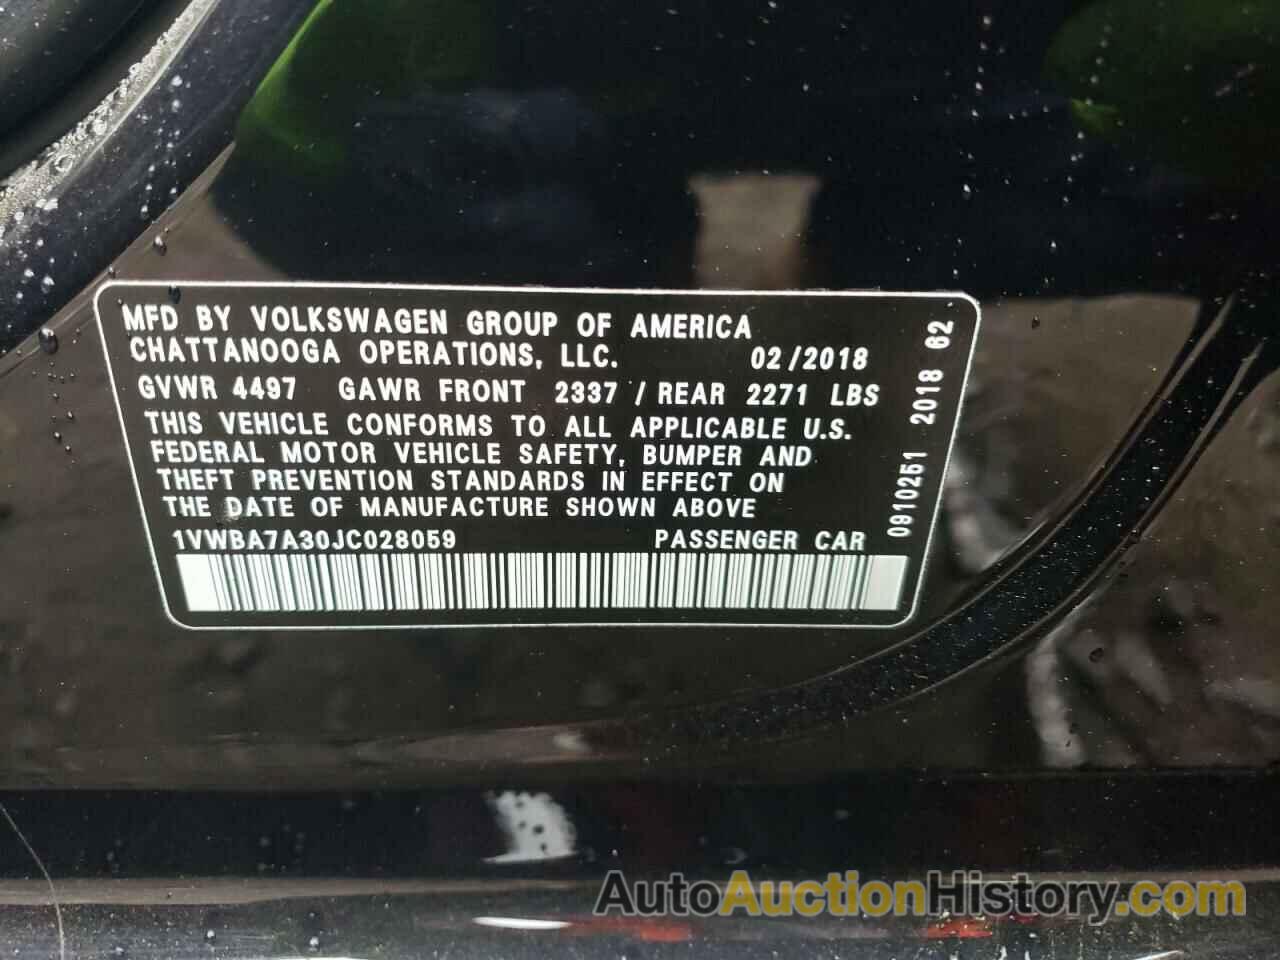 MFD BY VOLKSWAGEN GROUP OF AMERICA
CHATTANOOGA OPERATIONS, LLC. 02/2018
GVWR 4497 GAWR FRONT 2337 / REAR 2271 LBS
THIS VEHICLE CONFORMS TO ALL APPLICABLE U.S.
FEDERAL MOTOR VEHICLE SAFETY, BUMPER AND
THEFT PREVENTION STANDARDS IN EFFECT ON
THE DATE OF MANUFACTURE SHOWN ABOVE
1VWBA7A30JC028059 PASSENGER CAR
0910251 2018 62
AutoAuctionHistory.com